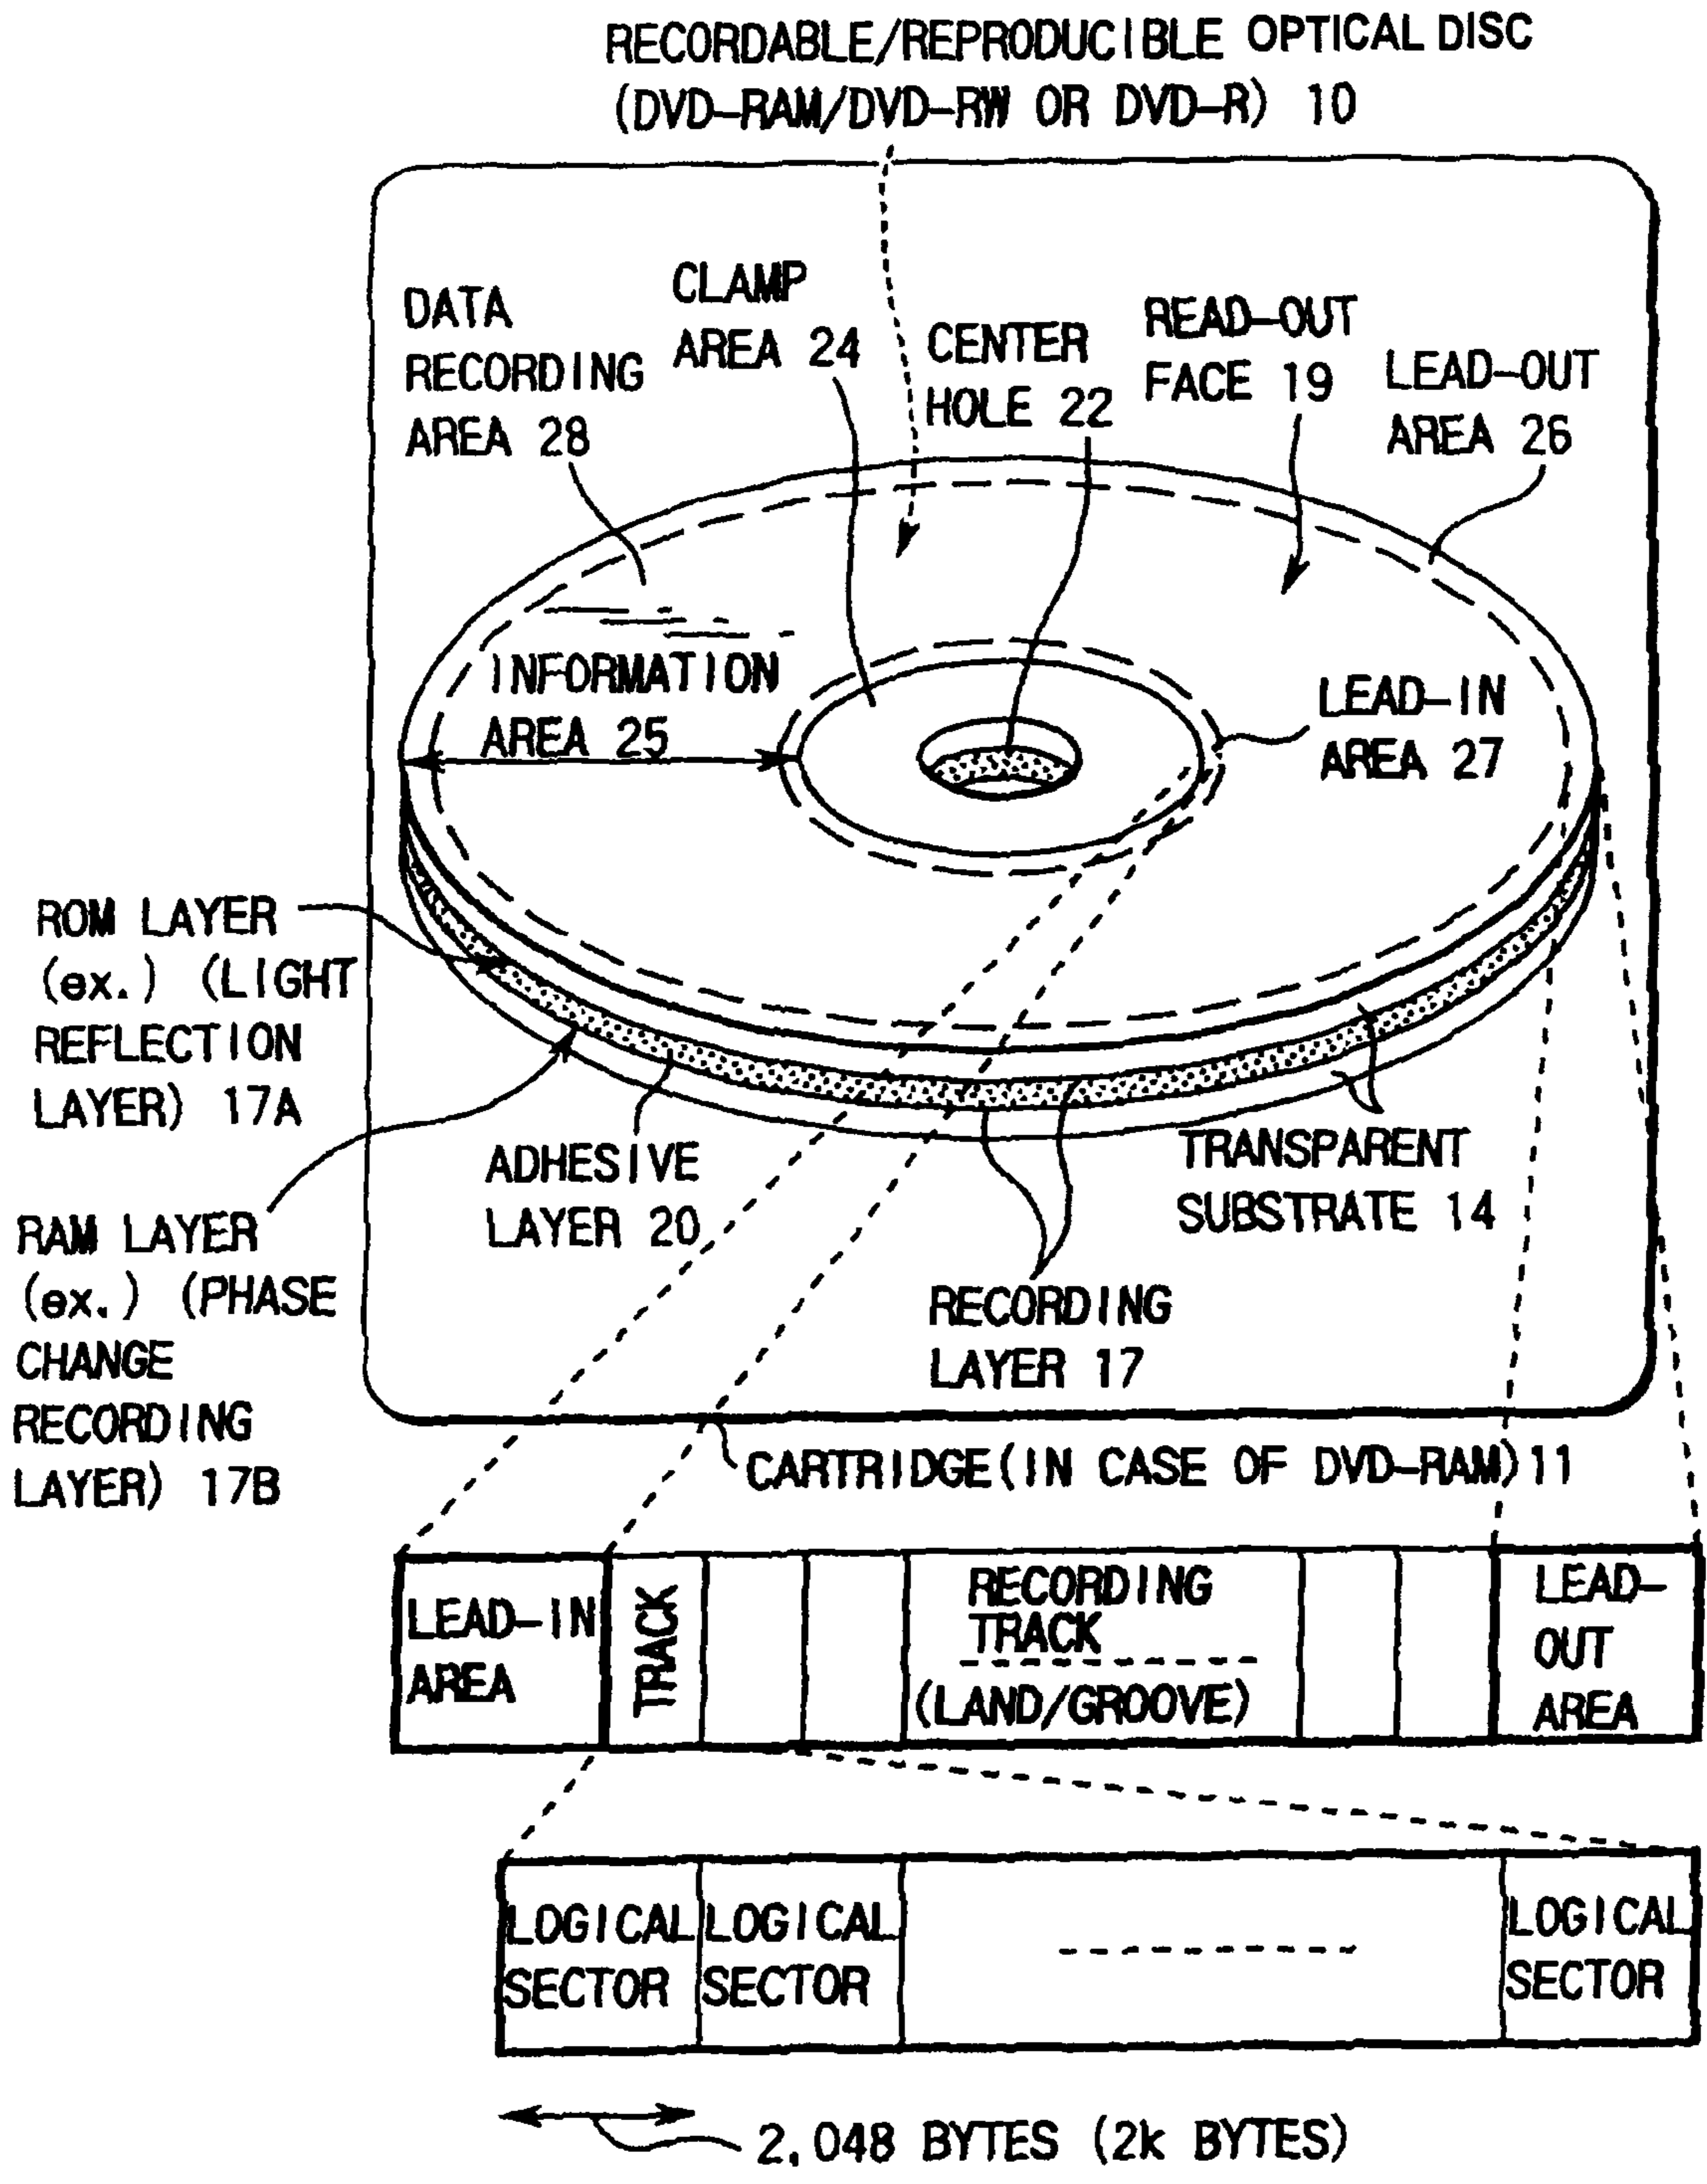 RECORDABLE/REPRODUCIBLE OPTICAL DISC
(DVD-RAM/DVD-RW OR DVD-R) 10
DATA
RECORDING
AREA 28
CLAMP
AREA 24
CENTER
HOLE 22
READ-OUT
FACE 19
LEAD-OUT
AREA 26
INFORMATION
AREA 25
LEAD-IN
AREA 27
ROM LAYER
(ex.) (LIGHT
REFLECTION
LAYER) 17A
ADHESIVE
LAYER 20
TRANSPARENT
SUBSTRATE 14
RAM LAYER
(ex.) (PHASE
CHANGE
RECORDING
LAYER) 17B
RECORDING
LAYER 17
CARTRIDGE(IN CASE OF DVD-RAM)11
LEAD-IN
AREA
TRACK
RECORDING
TRACK
(LAND/GROOVE)
LEAD-
OUT
AREA
LOGICAL
SECTOR
LOGICAL
SECTOR
LOGICAL
SECTOR
2,048 BYTES (2k BYTES)